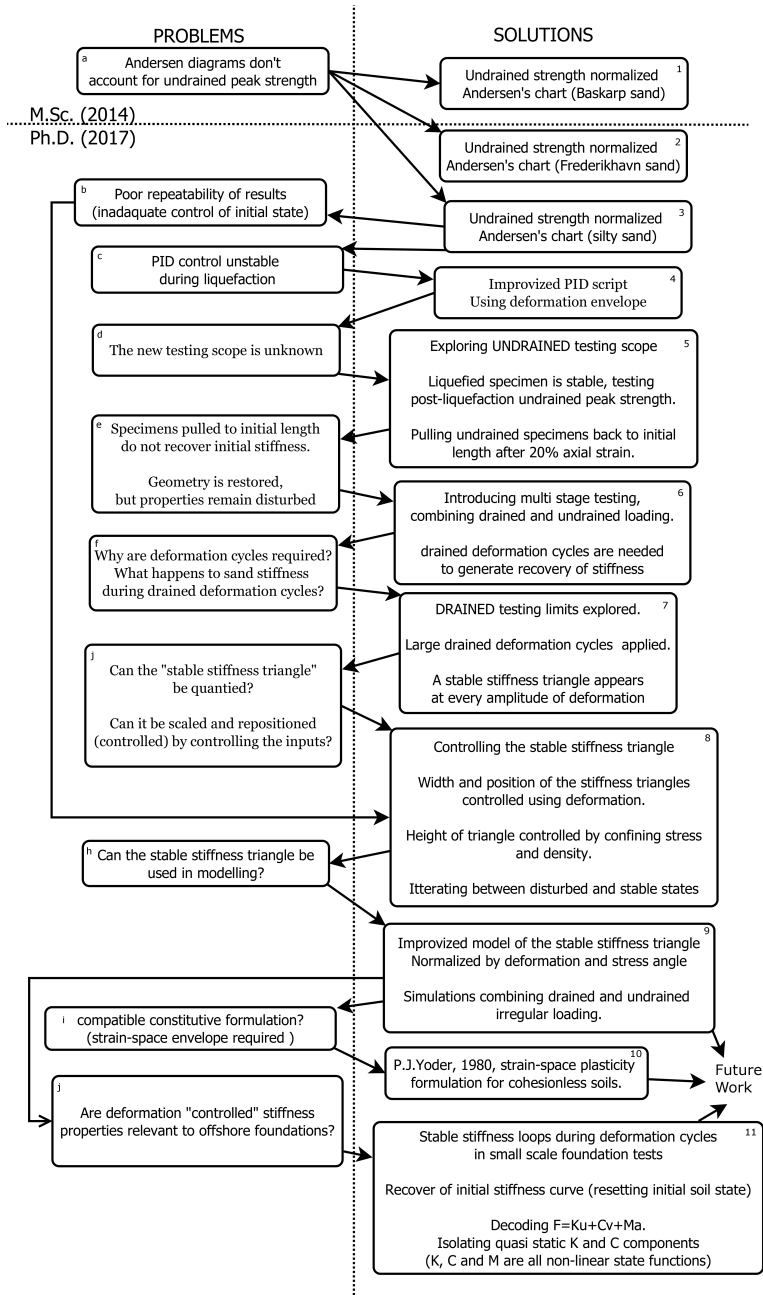 PROBLEMS
SOLUTIONS
a
Andersen diagrams don't
account for undrained peak strength
1
Undrained strength normalized
Andersen's chart (Baskarp sand)
M.Sc. (2014)
Ph.D. (2017)
2
Undrained strength normalized
Andersen's chart (Frederikhavn sand)
b
Poor repeatability of results
(inadaquate control of initial state)
3
Undrained strength normalized
Andersen's chart (silty sand)
c
PID control unstable
during liquefaction
4
Improvized PID script
Using deformation envelope
d
The new testing scope is unknown
5
Exploring UNDRAINED testing scope
Liquefied specimen is stable, testing
post-liquefaction undrained peak strength.
Pulling undrained specimens back to initial
length after 20% axial strain.
e
Specimens pulled to initial length
do not recover initial stiffness.
Geometry is restored,
but properties remain disturbed
6
Introducing multi stage testing,
combining drained and undrained loading.
drained deformation cycles are needed
to generate recovery of stiffness
f
Why are deformation cycles required?
What happens to sand stiffness
during drained deformation cycles?
7
DRAINED testing limits explored.
Large drained deformation cycles applied.
A stable stiffness triangle appears
at every amplitude of deformation
j
Can the "stable stiffness triangle"
be quantied?
Can it be scaled and repositioned
(controlled) by controlling the inputs?
8
Controlling the stable stiffness triangle
Width and position of the stiffness triangles
controlled using deformation.
Height of triangle controlled by confining stress
and density.
Itterating between disturbed and stable states
h
Can the stable stiffness triangle be
used in modelling?
9
Improvized model of the stable stiffness triangle
Normalized by deformation and stress angle
Simulations combining drained and undrained
irregular loading.
i
compatible constitutive formulation?
(strain-space envelope required )
10
P.J.Yoder, 1980, strain-space plasticity
formulation for cohesionless soils.
Future
Work
j
Are deformation "controlled" stiffness
properties relevant to offshore foundations?
11
Stable stiffness loops during deformation cycles
in small scale foundation tests
Recover of initial stiffness curve (resetting initial soil state)
Decoding F=Ku+Cv+Ma.
Isolating quasi static K and C components
(K, C and M are all non-linear state functions)